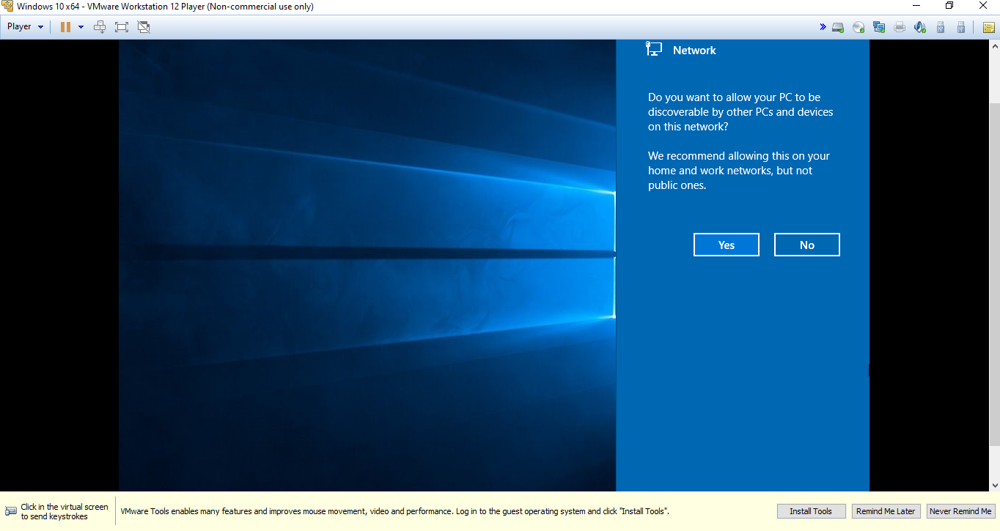 Windows 10 x64 - VMware Workstation 12 Player (Non-commercial use only)
Player
Network
Do you want to allow your PC to be
discoverable by other PCs and devices
on this network?
We recommend allowing this on your
home and work networks, but not
public ones.
Yes No
Click in the virtual screen
to send keystrokes
VMware Tools enables many features and improves mouse movement, video and performance. Log in to the guest operating system and click "Install Tools".
Install Tools Remind Me Later Never Remind Me